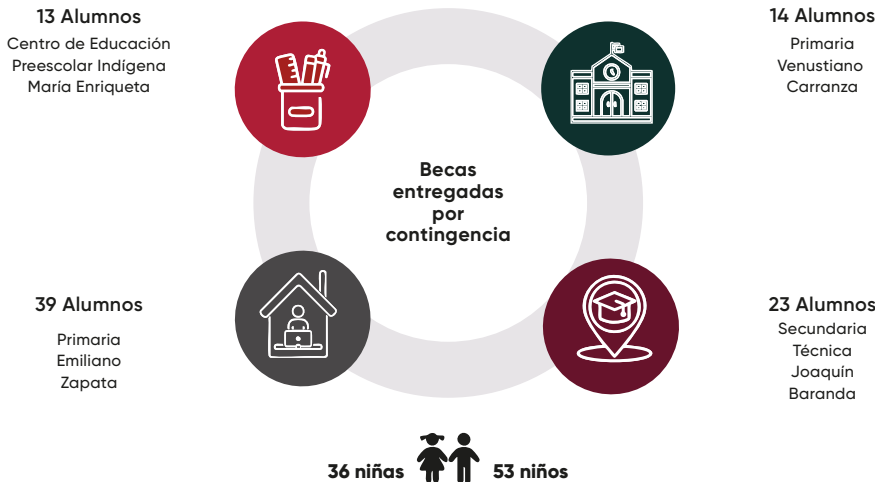 13 Alumnos
Centro de Educación
Preescolar Indígena
María Enriqueta
14 Alumnos
Primaria
Venustiano
Carranza
Becas
entregadas
por
contingencia
39 Alumnos
Primaria
Emiliano
Zapata
23 Alumnos
Secundaria
Técnica
Joaquín
Baranda
36 niñas
53 niños